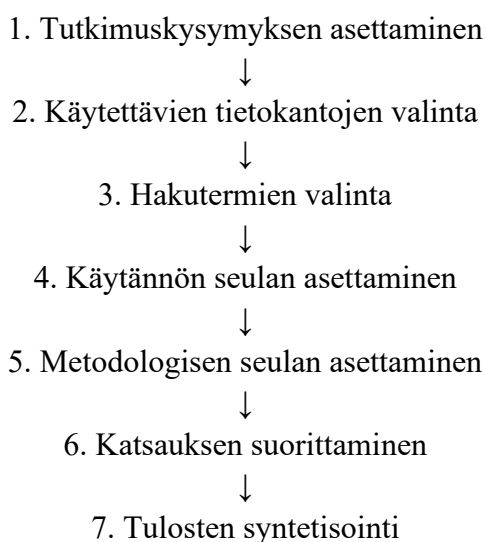 1. Tutkimuskysymyksen asettaminen
↓
2. Käytettävien tietokantojen valinta
↓
3. Hakutermien valinta
↓
4. Käytännön seulan asettaminen
↓
5. Metodologisen seulan asettaminen
↓
6. Katsauksen suorittaminen
↓
7. Tulosten syntetisointi